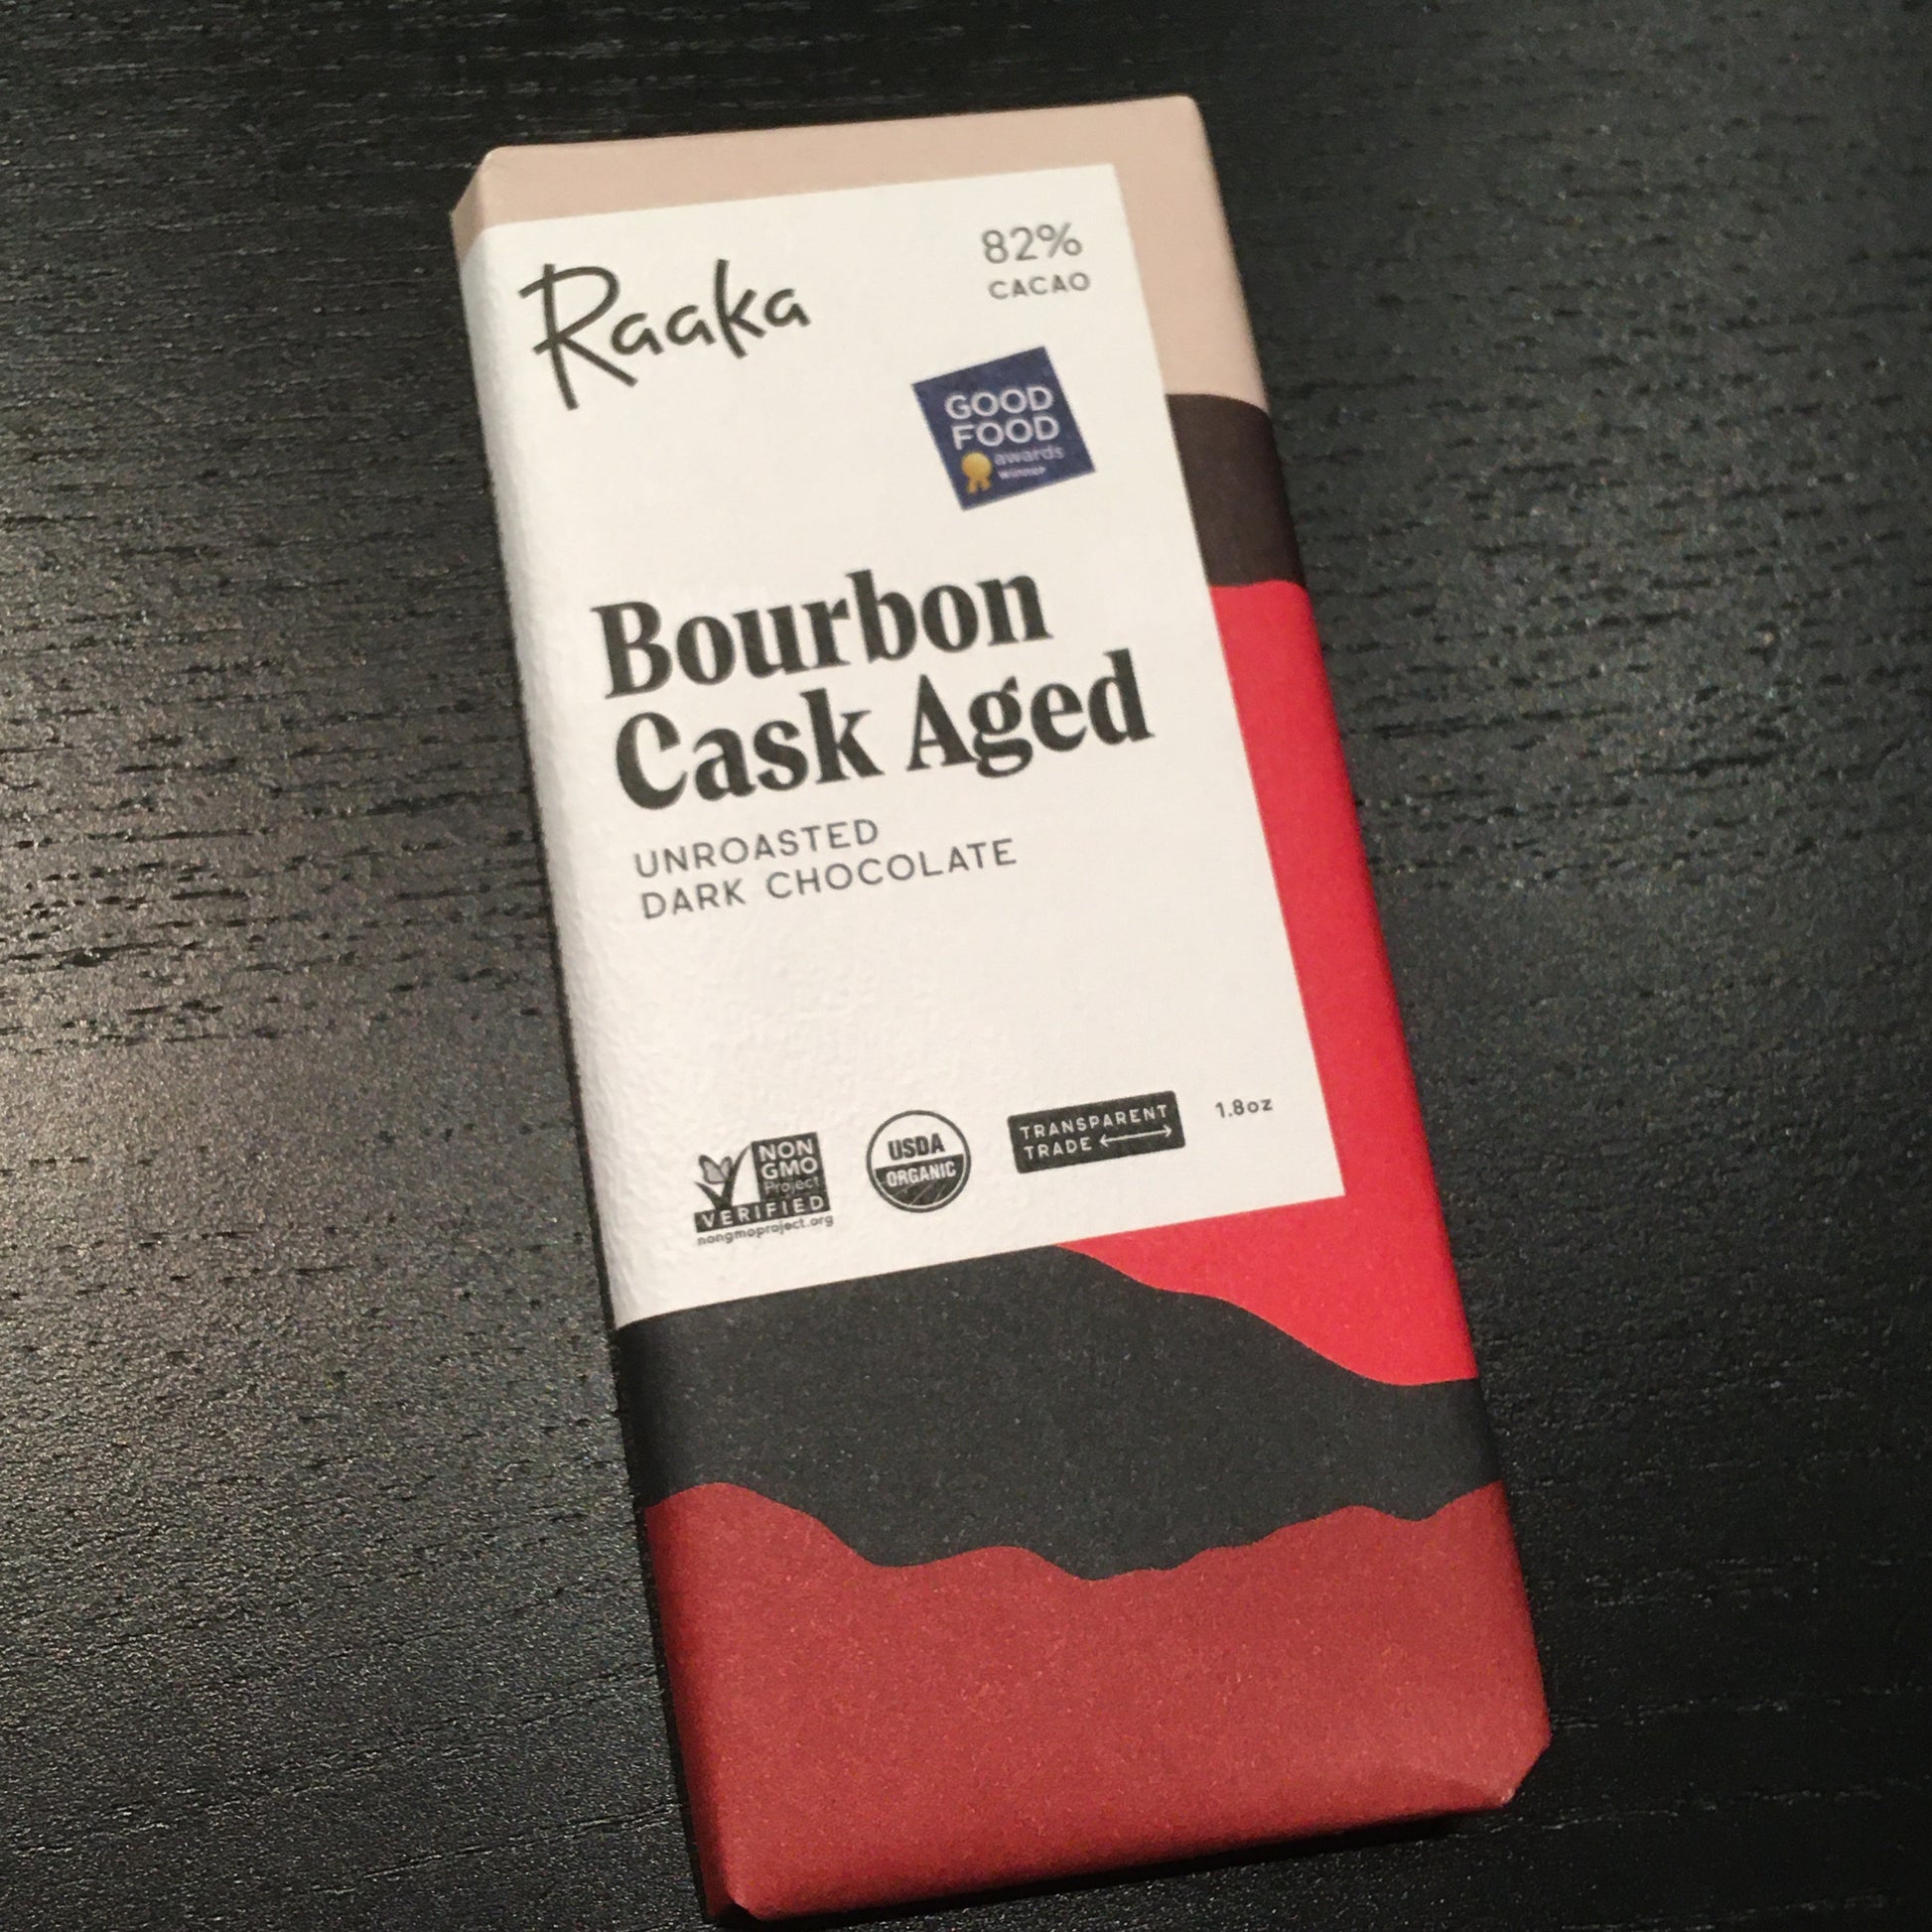 Raaka
82%
CACAO
GOOD
FOOD
awards
Winner
Bourbon
Cask Aged
UNROASTED
DARK CHOCOLATE
NON
GMO
Project
VERIFIED
nongmoproject.org
USDA
ORGANIC
TRANSPARENT
TRADE
1.8oz